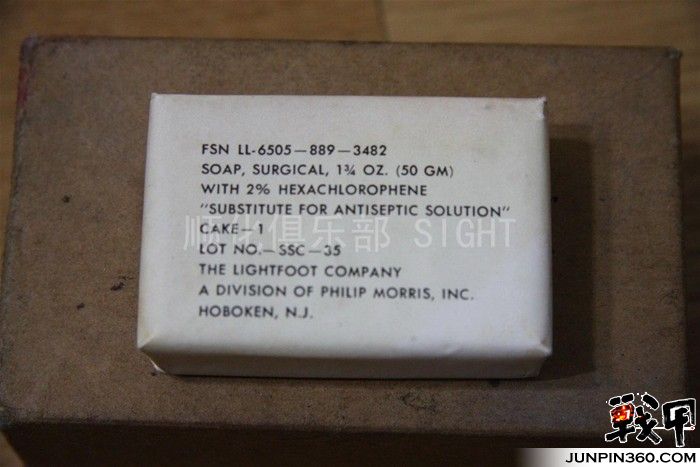 FSN LL-6505—889—3482
SOAP, SURGICAL, 1¾ OZ. (50 GM)
WITH 2% HEXACHLOROPHENE
"SUBSTITUTE FOR ANTISEPTIC SOLUTION"
顺化俱乐部 SIGHT
CAKE—1
LOT NO.—SSC—35
THE LIGHTFOOT COMPANY
A DIVISION OF PHILIP MORRIS, INC.
HOBOKEN, N.J.
戰甲
JUNPIN360.COM